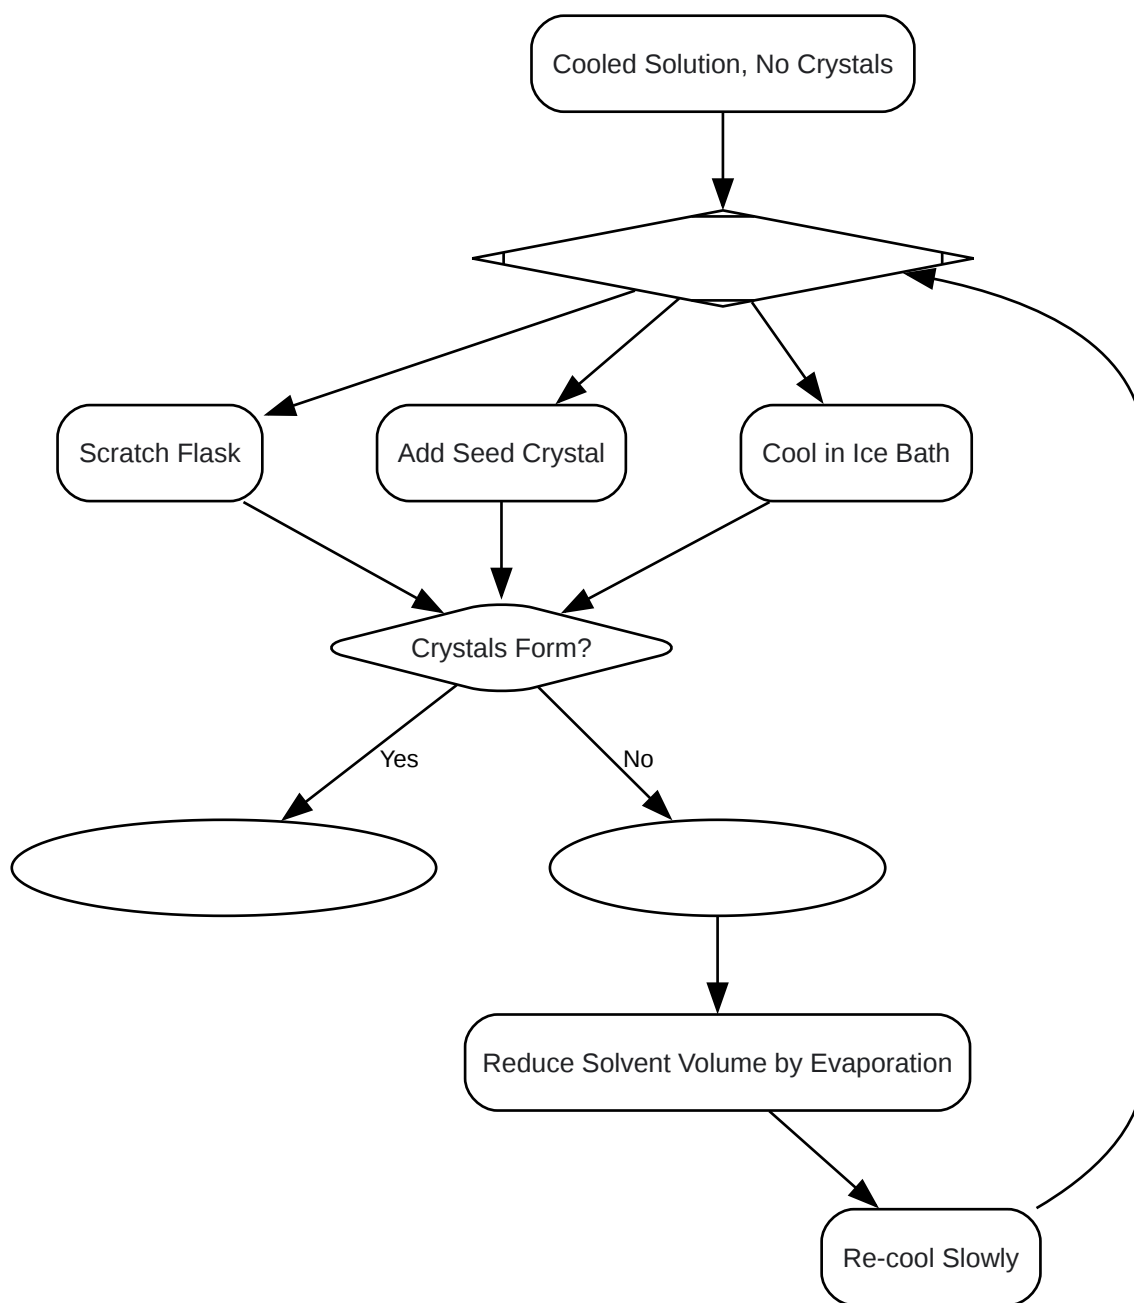 Cooled Solution, No Crystals
Scratch Flask
Add Seed Crystal
Cool in Ice Bath
Crystals Form?
Yes
No
Reduce Solvent Volume by Evaporation
Re-cool Slowly